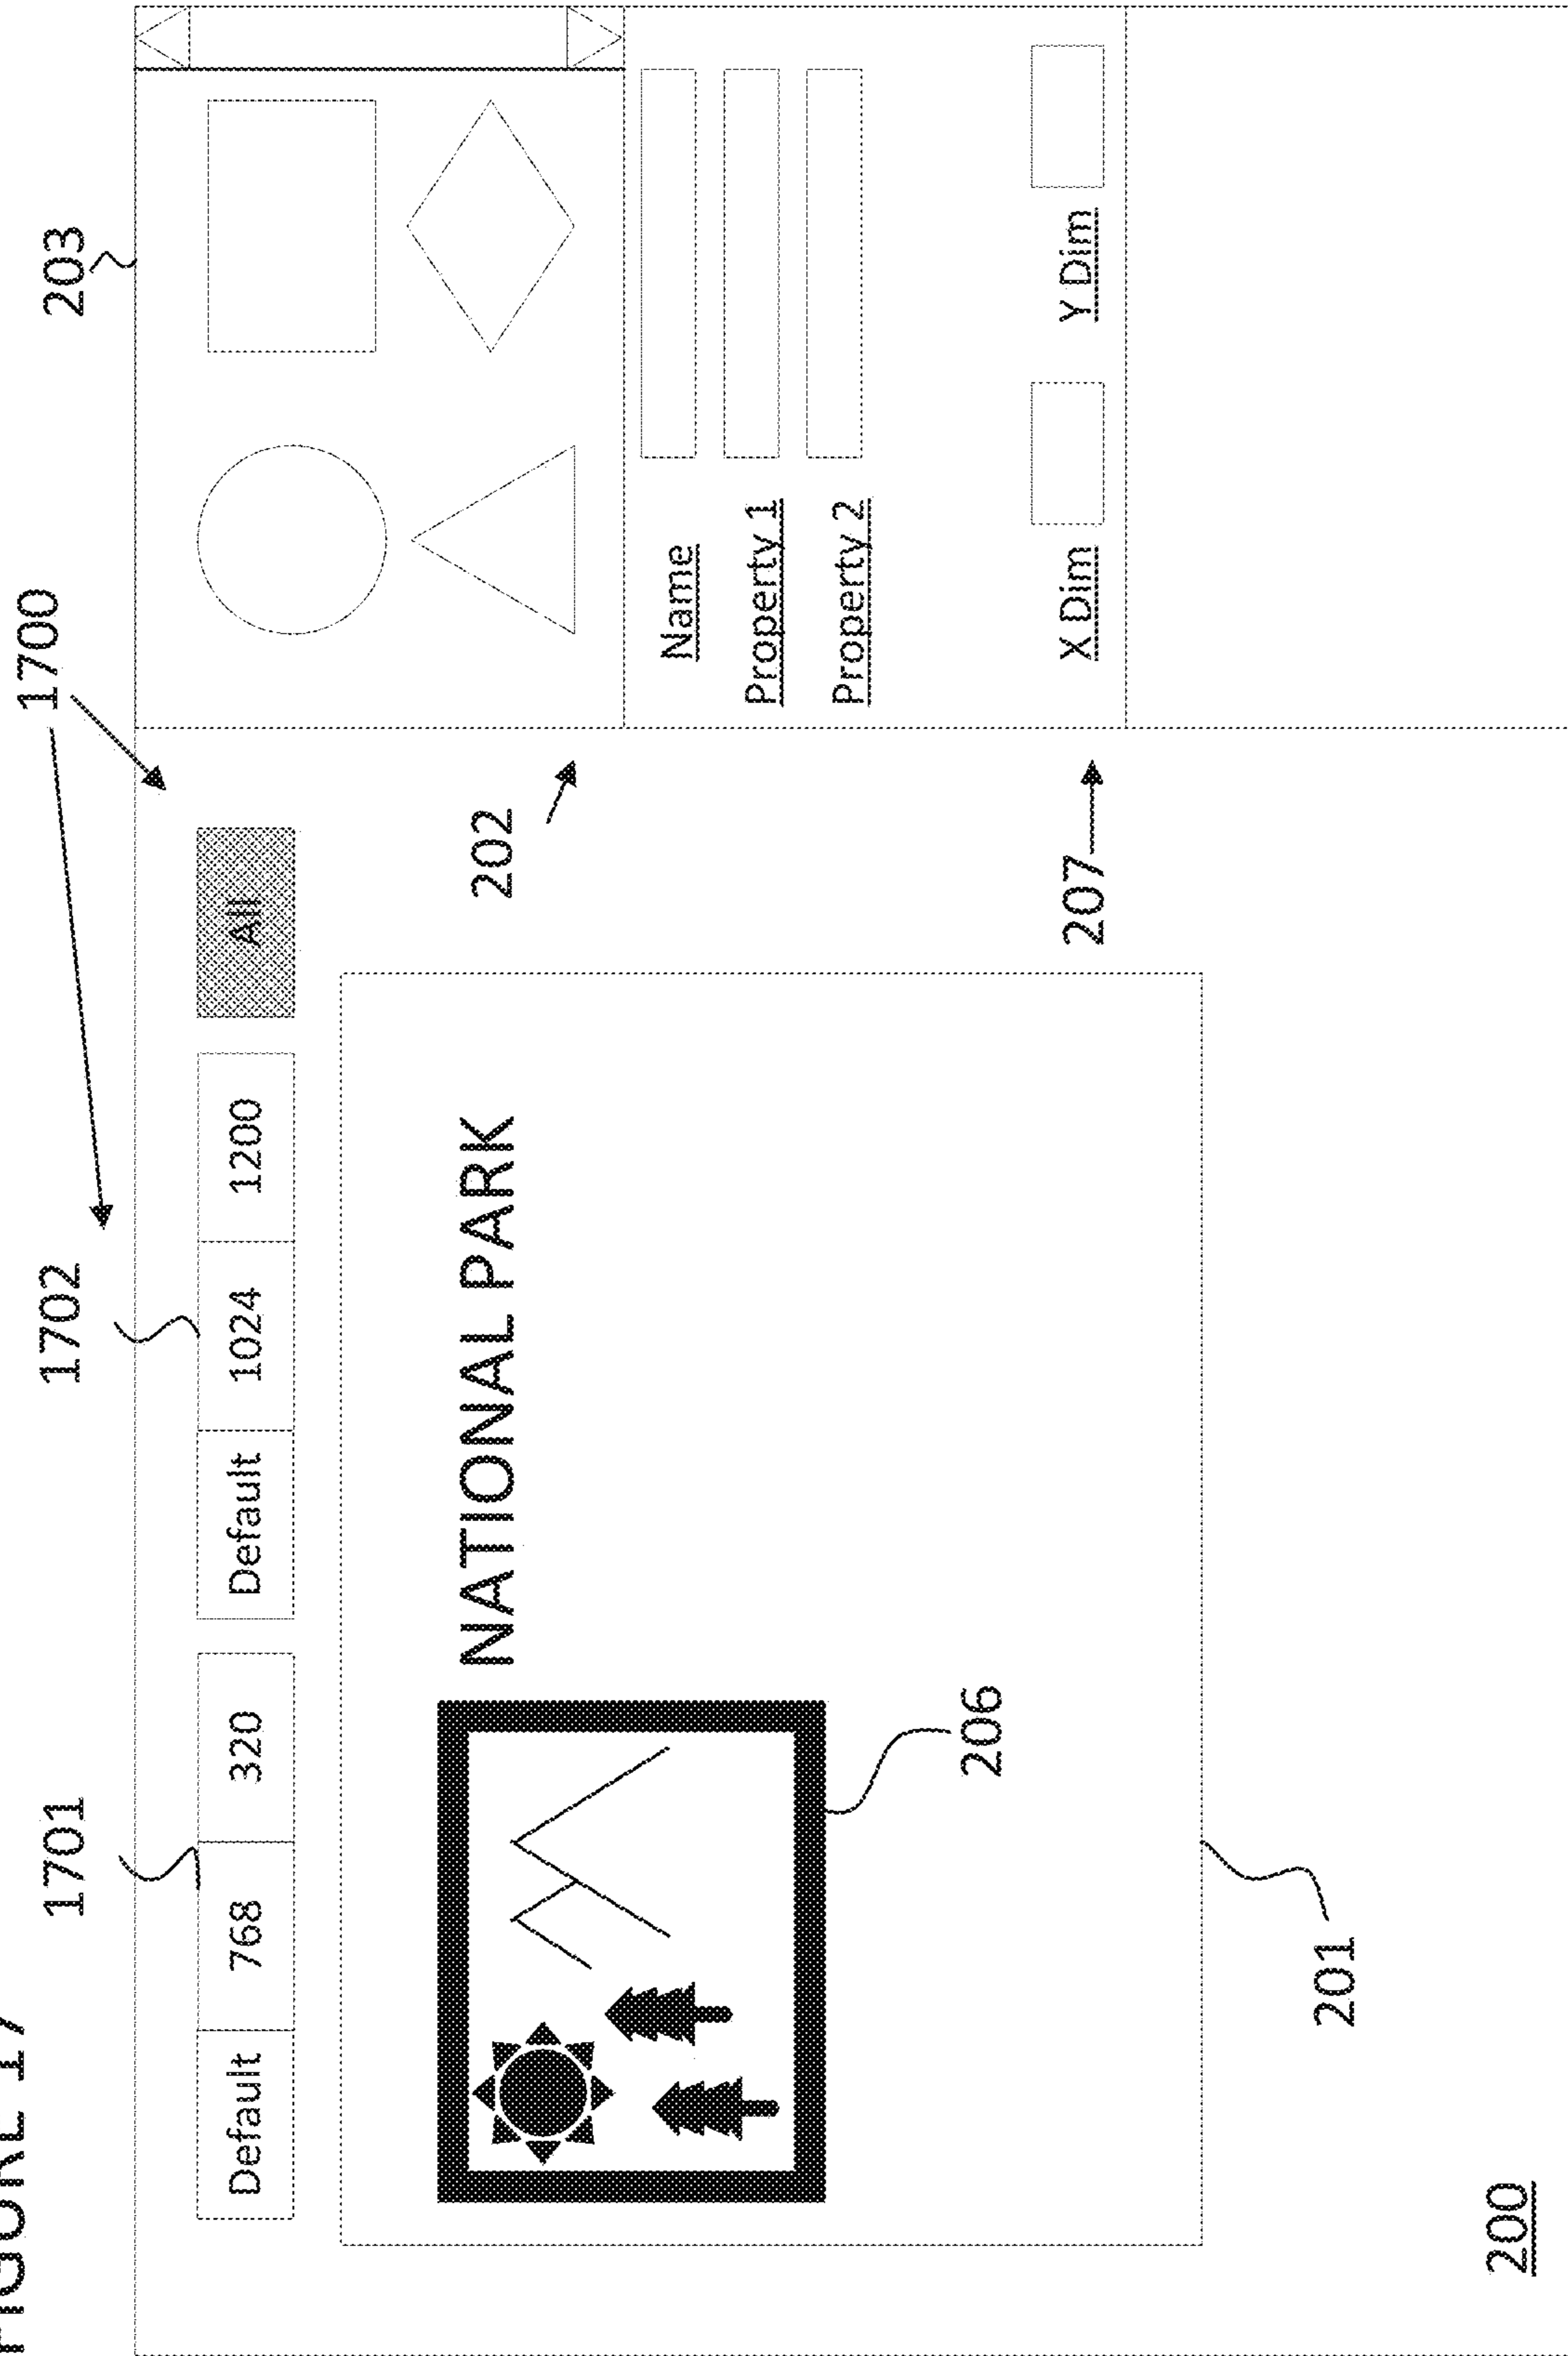 FIGURE 17
1700
1701
1702
203
Default 768 320 Default 1024 1200 All
NATIONAL PARK
202
Name
Property 1
Property 2
206
207
X Dim Y Dim
201
200